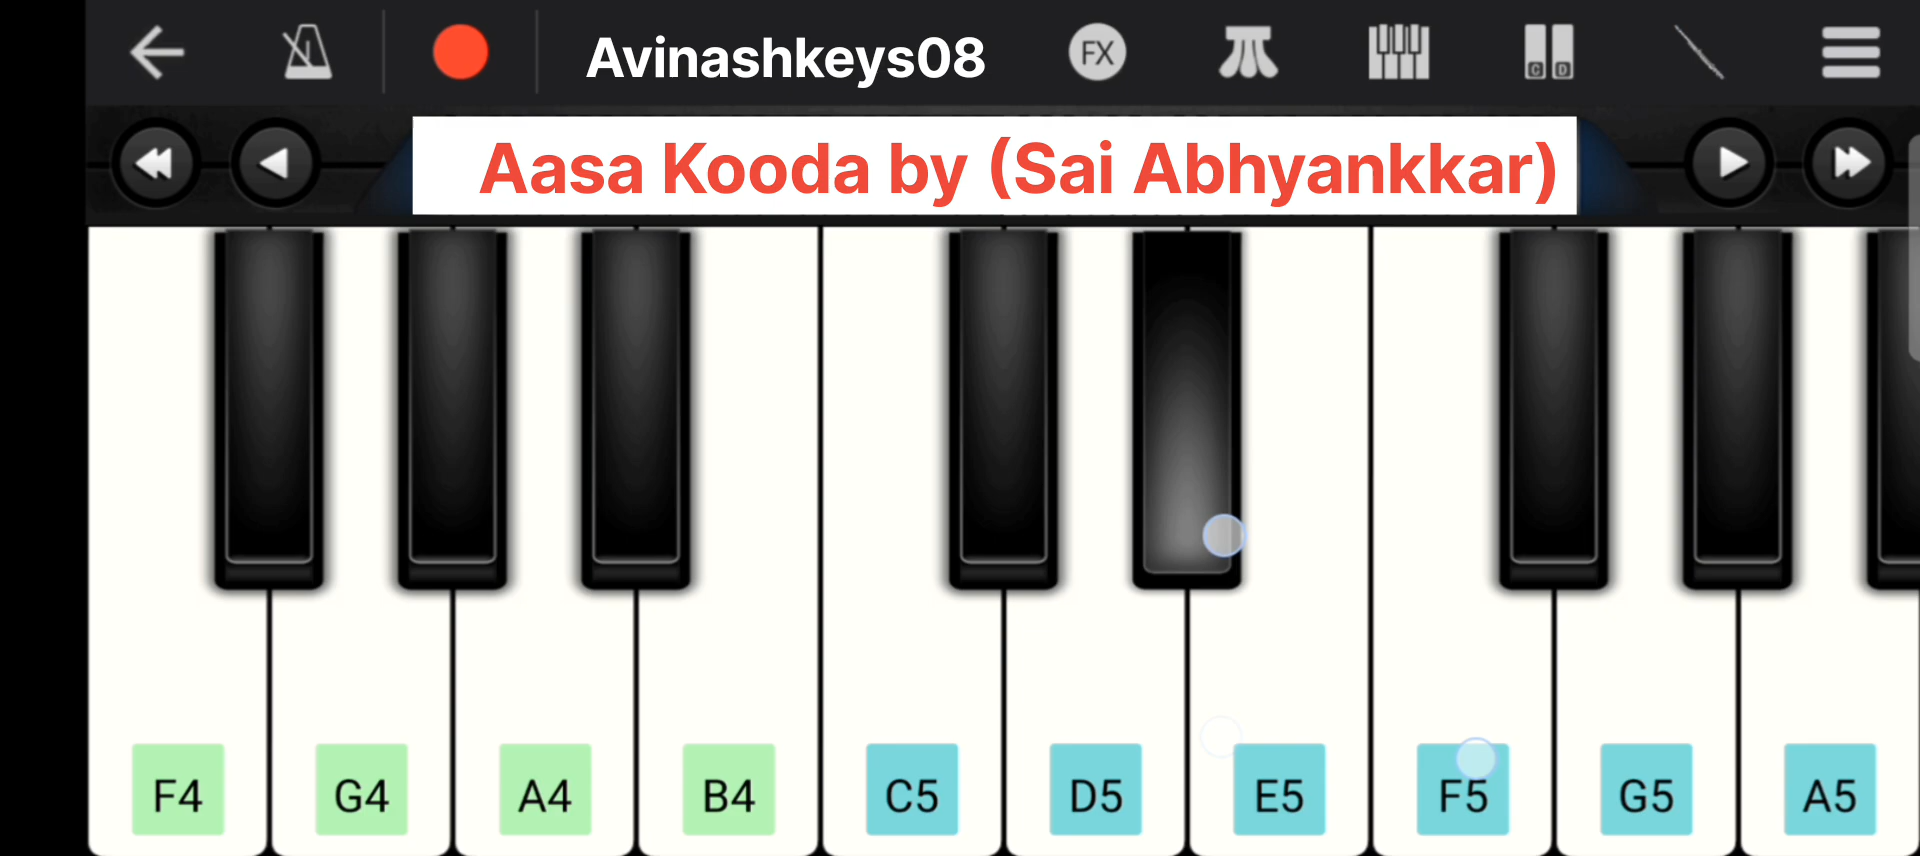 Avinashkeys08
FX
C D
Aasa Kooda by (Sai Abhyankkar)
F4 G4 A4 B4 C5 D5 E5 F5 G5 A5